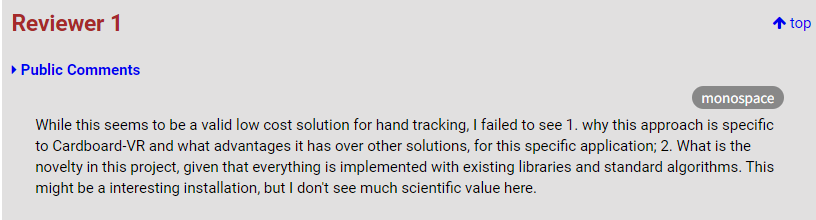 Reviewer 1
top
Public Comments
monospace
While this seems to be a valid low cost solution for hand tracking, I failed to see 1. why this approach is specific
to Cardboard-VR and what advantages it has over other solutions, for this specific application; 2. What is the
novelty in this project, given that everything is implemented with existing libraries and standard algorithms. This
might be a interesting installation, but I don't see much scientific value here.